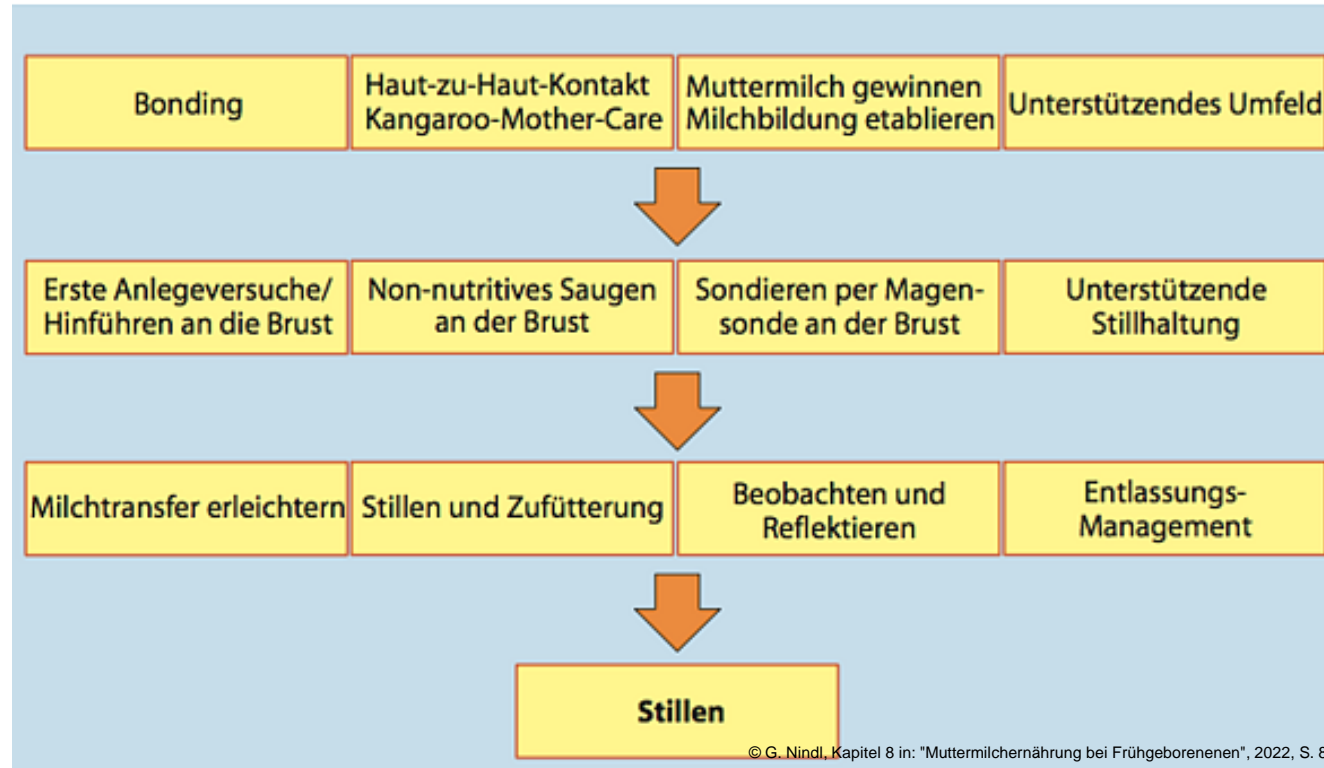 Bonding
Haut-zu-Haut-Kontakt
Kangaroo-Mother-Care
Muttermilch gewinnen
Milchbildung etablieren
Unterstützendes Umfeld
Erste Anlegeversuche/
Hinführen an die Brust
Non-nutritives Saugen
an der Brust
Sondieren per Magen-
sonde an der Brust
Unterstützende
Stillhaltung
Milchtransfer erleichtern
Stillen und Zufütterung
Beobachten und
Reflektieren
Entlassungs-
Management
Stillen
© G. Nindl, Kapitel 8 in: "Muttermilchernährung bei Frühgeborenenen", 2022, S. 8